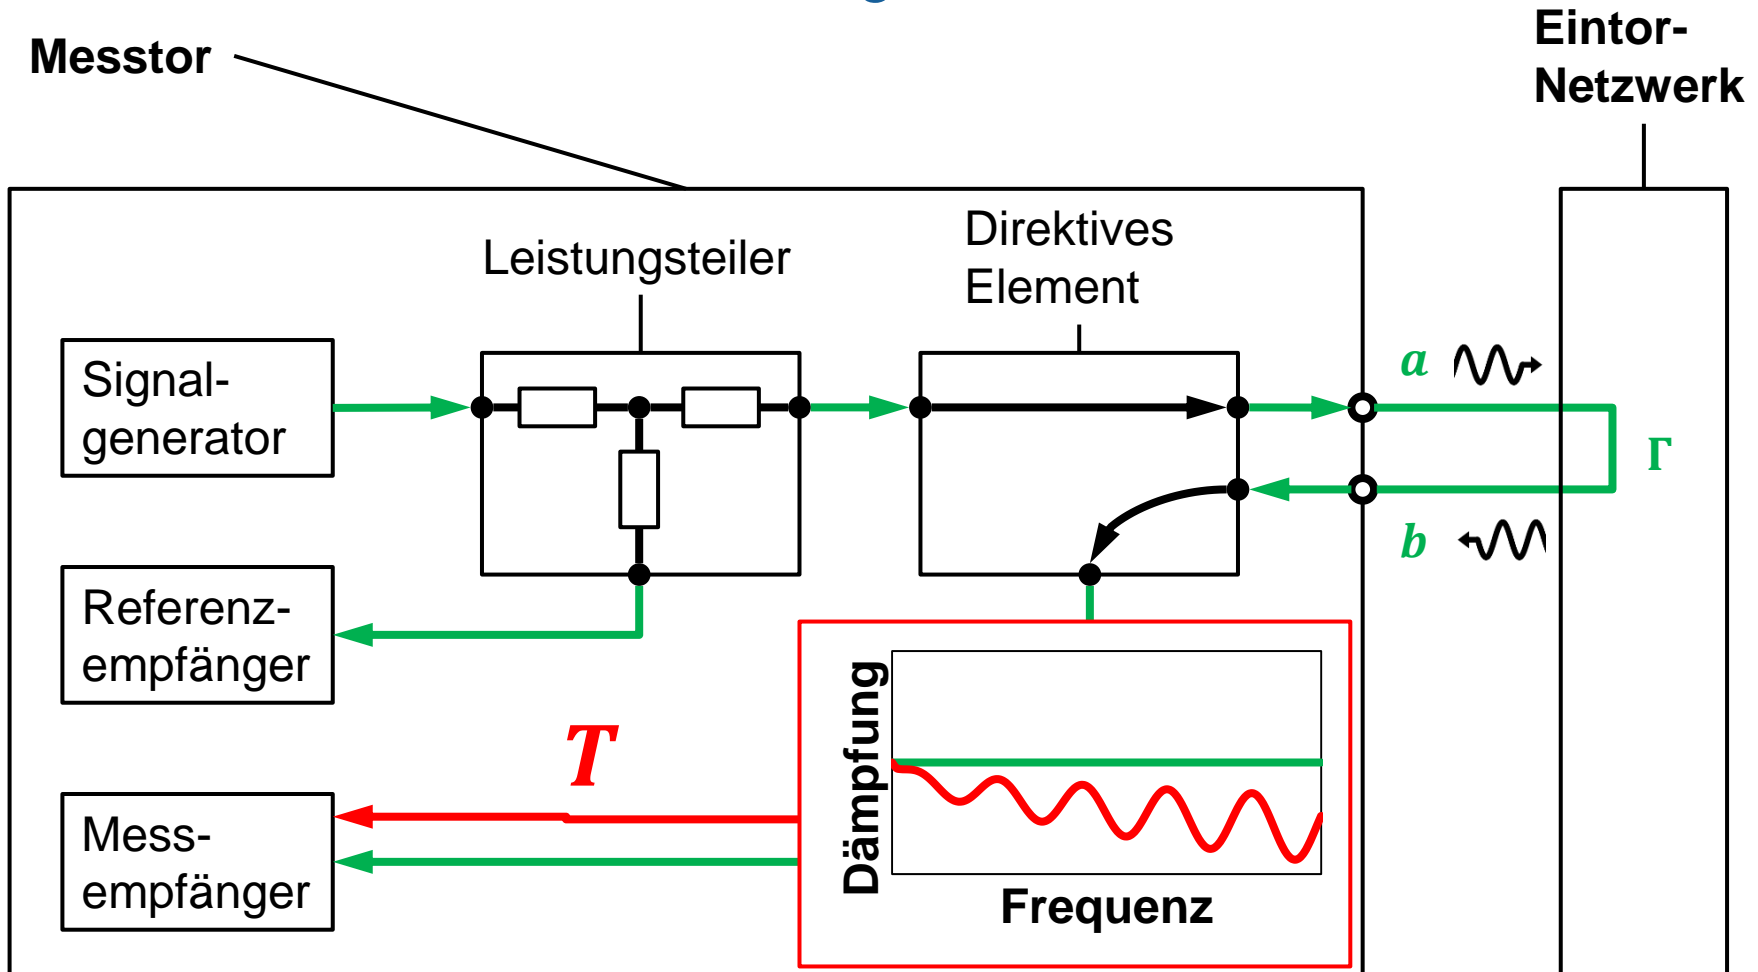 Messtor
Eintor-
Netzwerk
Leistungsteiler
Direktives
Element
Signal-
generator
a
Γ
b
Referenz-
empfänger
T
Mess-
empfänger
Dämpfung
Frequenz